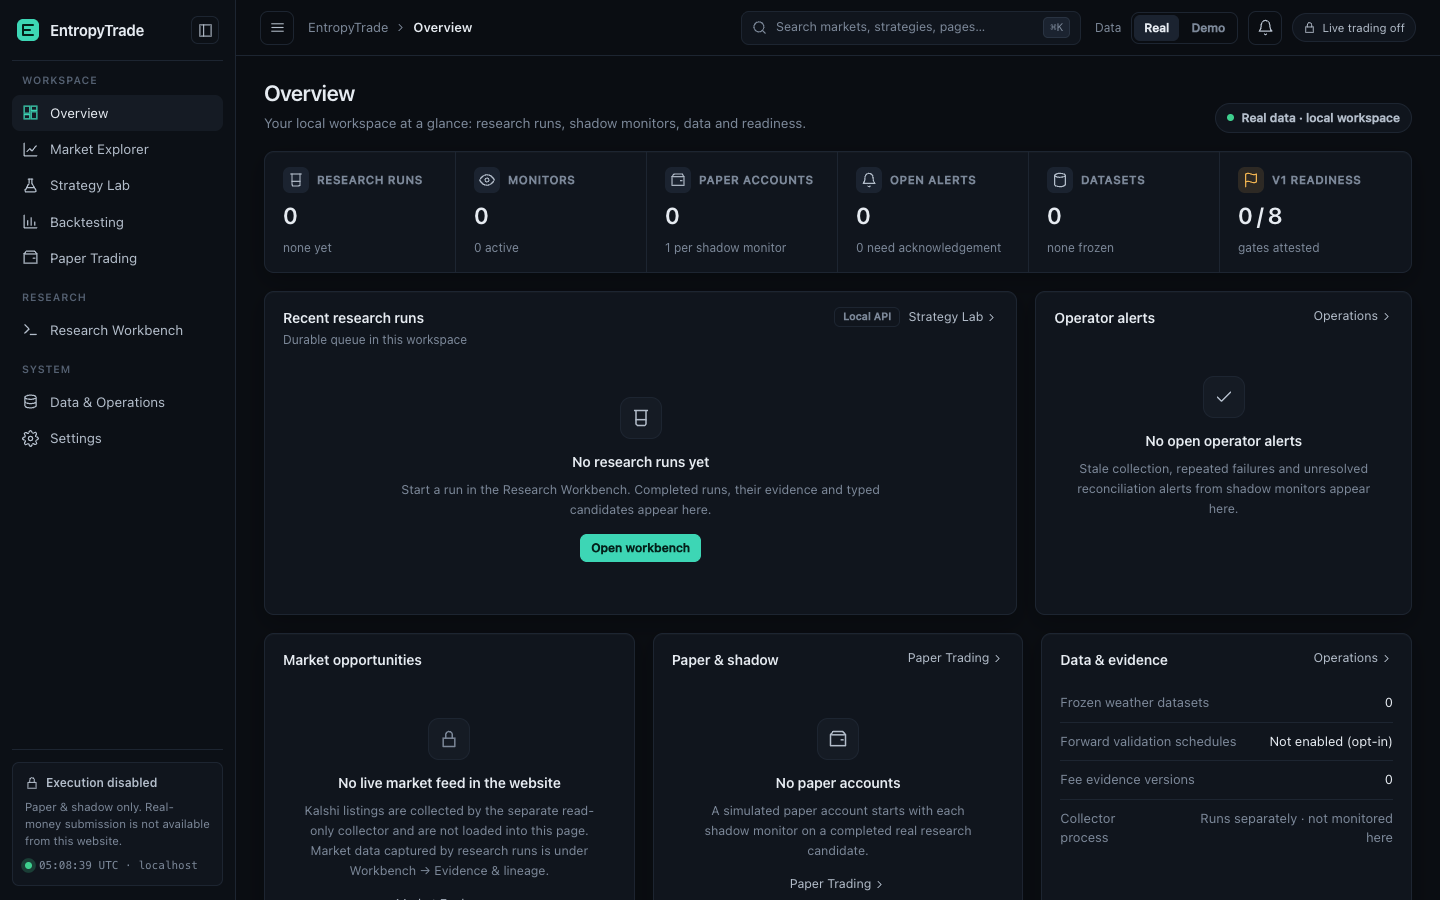 EntropyTrade
EntropyTrade > Overview
Search markets, strategies, pages...
⌘K
Data
Real
Demo
Live trading off
WORKSPACE
Overview
Market Explorer
Strategy Lab
Backtesting
Paper Trading
RESEARCH
Research Workbench
SYSTEM
Data & Operations
Settings
Execution disabled
Paper & shadow only. Real-
money submission is not available
from this website.
05:08:39 UTC · localhost
Overview
Your local workspace at a glance: research runs, shadow monitors, data and readiness.
Real data · local workspace
RESEARCH RUNS
0
none yet
MONITORS
0
0 active
PAPER ACCOUNTS
0
1 per shadow monitor
OPEN ALERTS
0
0 need acknowledgement
DATASETS
0
none frozen
V1 READINESS
0/8
gates attested
Recent research runs
Local API
Strategy Lab >
Durable queue in this workspace
No research runs yet
Start a run in the Research Workbench. Completed runs, their evidence and typed
candidates appear here.
Open workbench
Operator alerts
Operations >
No open operator alerts
Stale collection, repeated failures and unresolved
reconciliation alerts from shadow monitors appear
here.
Market opportunities
No live market feed in the website
Kalshi listings are collected by the separate read-
only collector and are not loaded into this page.
Market data captured by research runs is under
Workbench → Evidence & lineage.
Paper & shadow
Paper Trading >
No paper accounts
A simulated paper account starts with each
shadow monitor on a completed real research
candidate.
Paper Trading >
Data & evidence
Operations >
Frozen weather datasets 0
Forward validation schedules Not enabled (opt-in)
Fee evidence versions 0
Collector process Runs separately · not monitored here